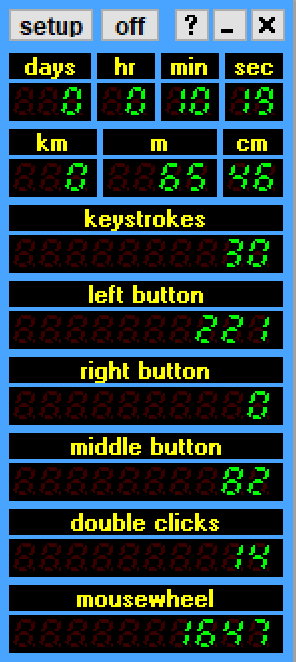 setup off ? _ X
days hr min sec
0 0 10 19
km m cm
0 65 46
keystrokes
30
left button
221
right button
0
middle button
82
double clicks
14
mousewheel
1647